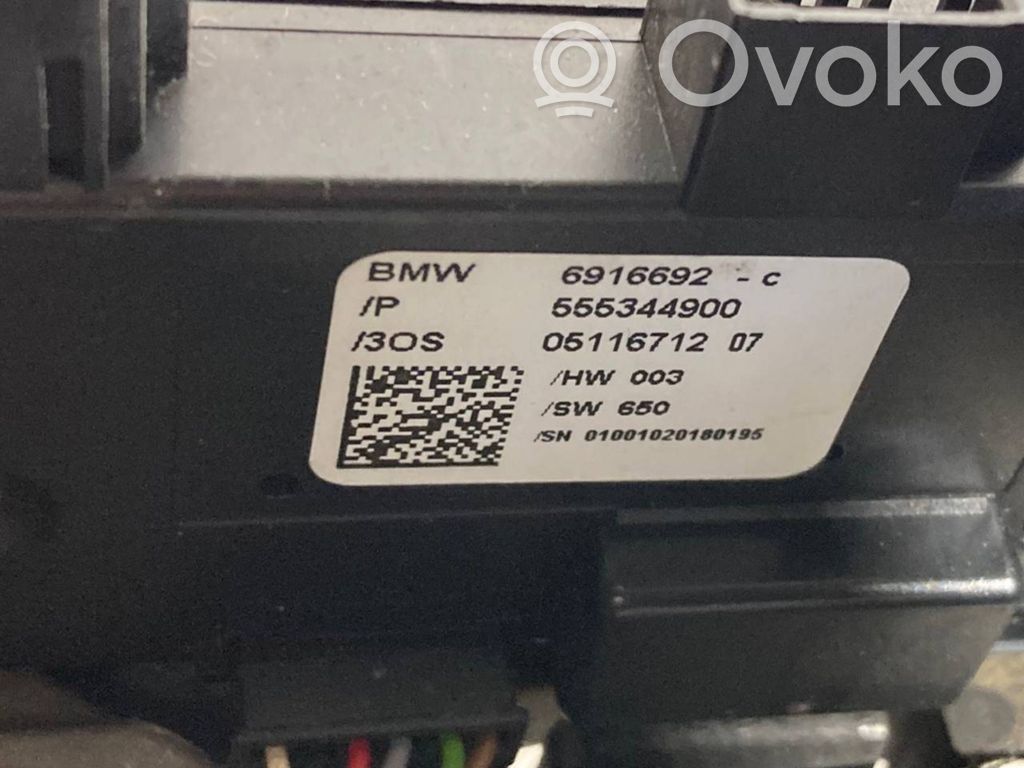 Ovoko
BMW 6916692 - c
/P 555344900
/3OS 05116712 07
/HW 003
/SW 650
/SN 01001020180195